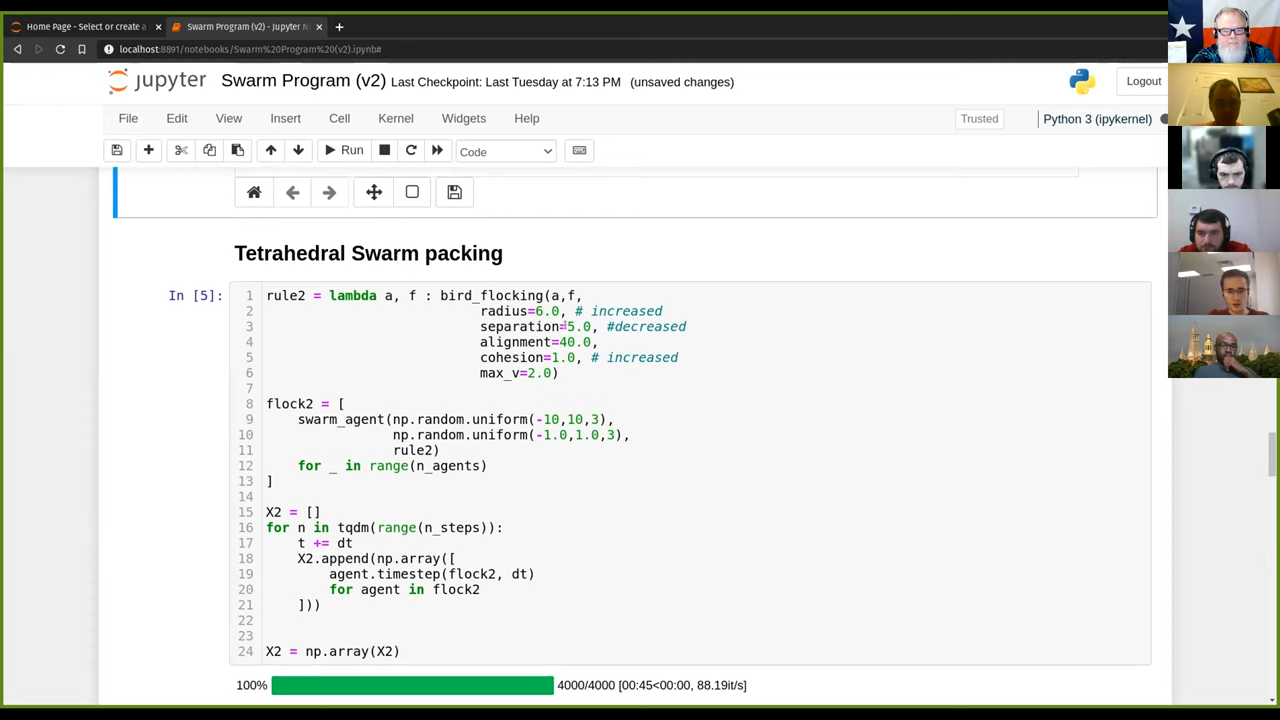 Home Page - Select or create a
Swarm Program (v2) - Jupyter N
localhost:8891/notebooks/Swarm%20Program%20(v2).ipynb#
jupyter Swarm Program (v2) Last Checkpoint: Last Tuesday at 7:13 PM (unsaved changes)
Logout
File Edit View Insert Cell Kernel Widgets Help
Trusted
Python 3 (ipykernel)
Run
Code
Tetrahedral Swarm packing
In [5]:
1 rule2 = lambda a, f : bird_flocking(a,f,
2 radius=6.0, # increased
3 separation=5.0, #decreased
4 alignment=40.0,
5 cohesion=1.0, # increased
6 max_v=2.0)
7
8 flock2 = [
9 swarm_agent(np.random.uniform(-10,10,3),
10 np.random.uniform(-1.0,1.0,3),
11 rule2)
12 for _ in range(n_agents)
13 ]
14
15 X2 = []
16 for n in tqdm(range(n_steps)):
17 t += dt
18 X2.append(np.array([
19 agent.timestep(flock2, dt)
20 for agent in flock2
21 ]))
22
23
24 X2 = np.array(X2)
100% 4000/4000 [00:45<00:00, 88.19it/s]